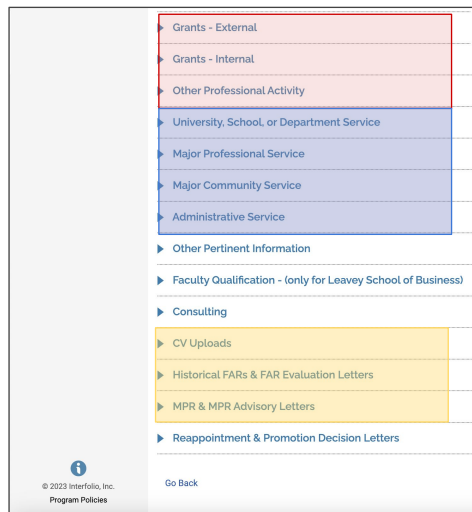 Grants - External
Grants - Internal
Other Professional Activity
University, School, or Department Service
Major Professional Service
Major Community Service
Administrative Service
Other Pertinent Information
Faculty Qualification - (only for Leavey School of Business)
Consulting
CV Uploads
Historical FARs & FAR Evaluation Letters
MPR & MPR Advisory Letters
Reappointment & Promotion Decision Letters
Go Back
© 2023 Interfolio, Inc.
Program Policies